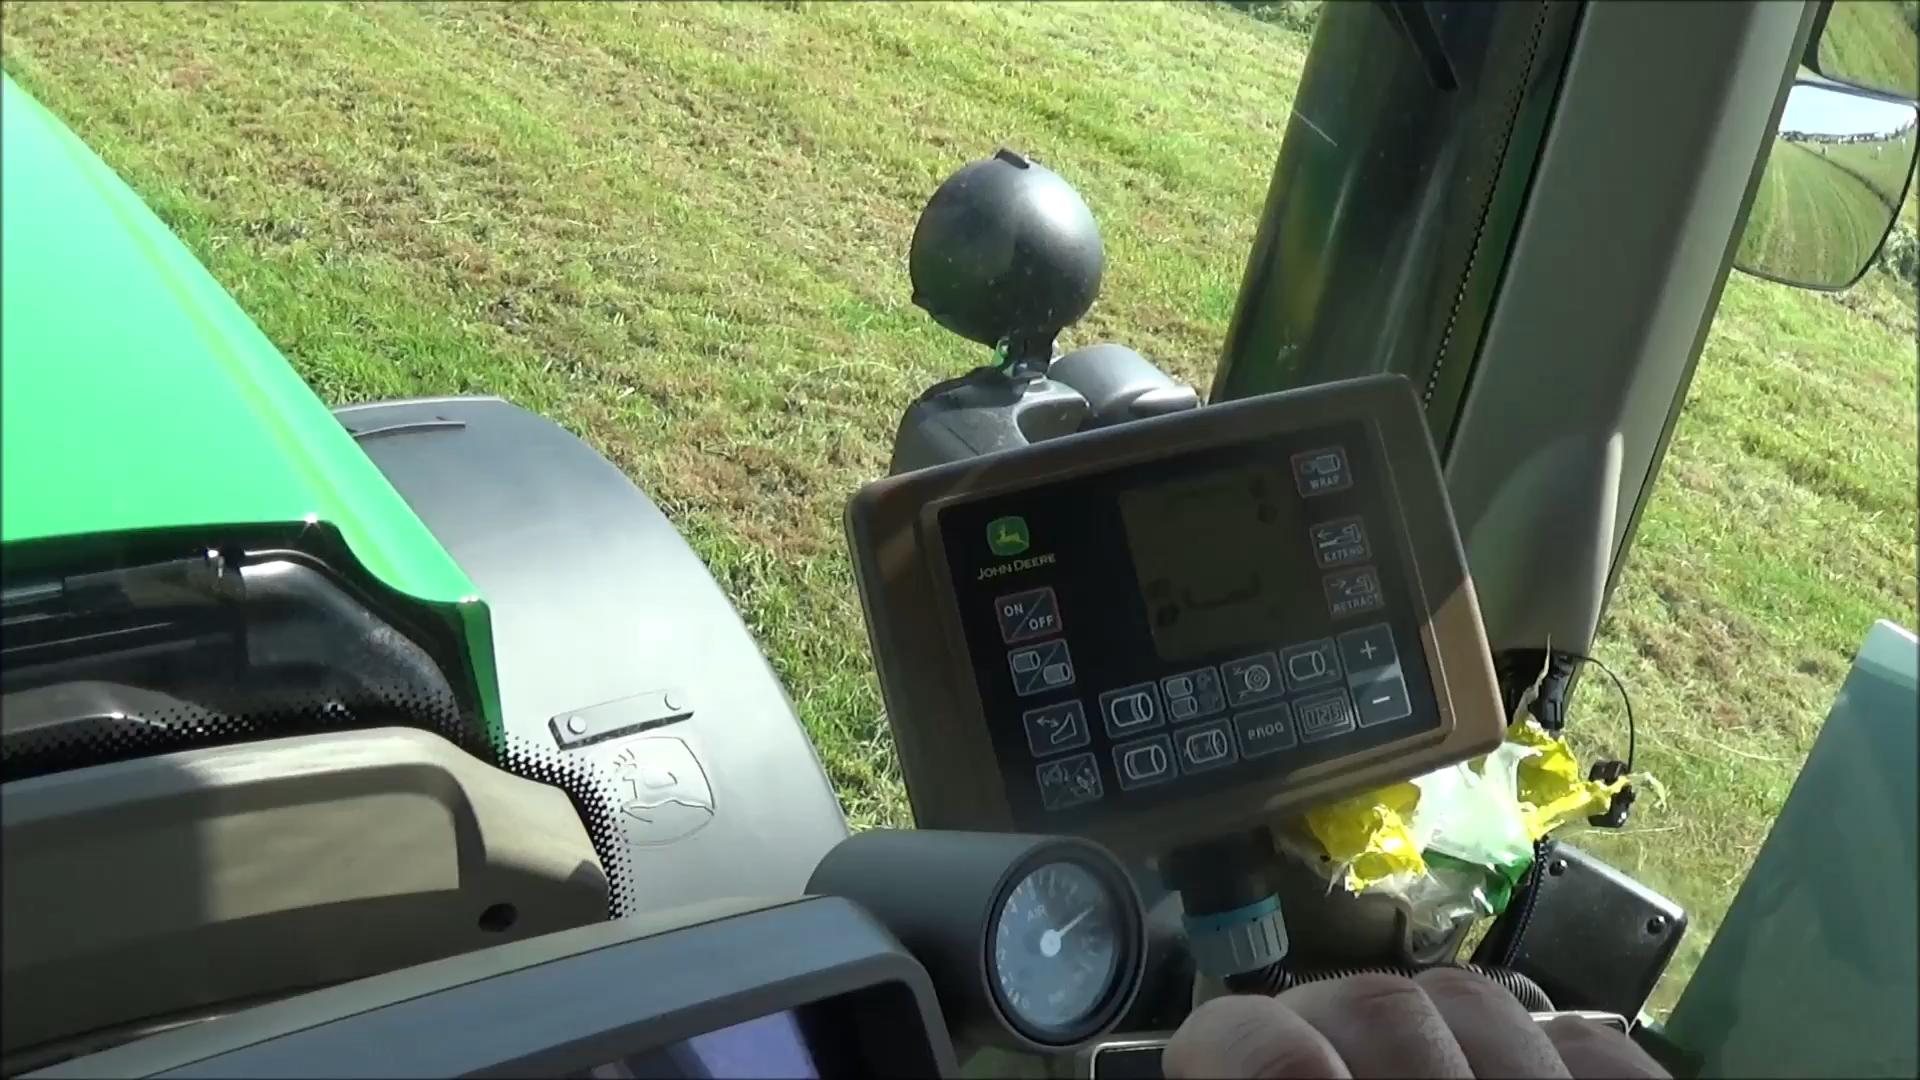 WRAP
JOHN DEERE
EXTEND
ON
OFF
RETRACT
+
PROG
-
AIR